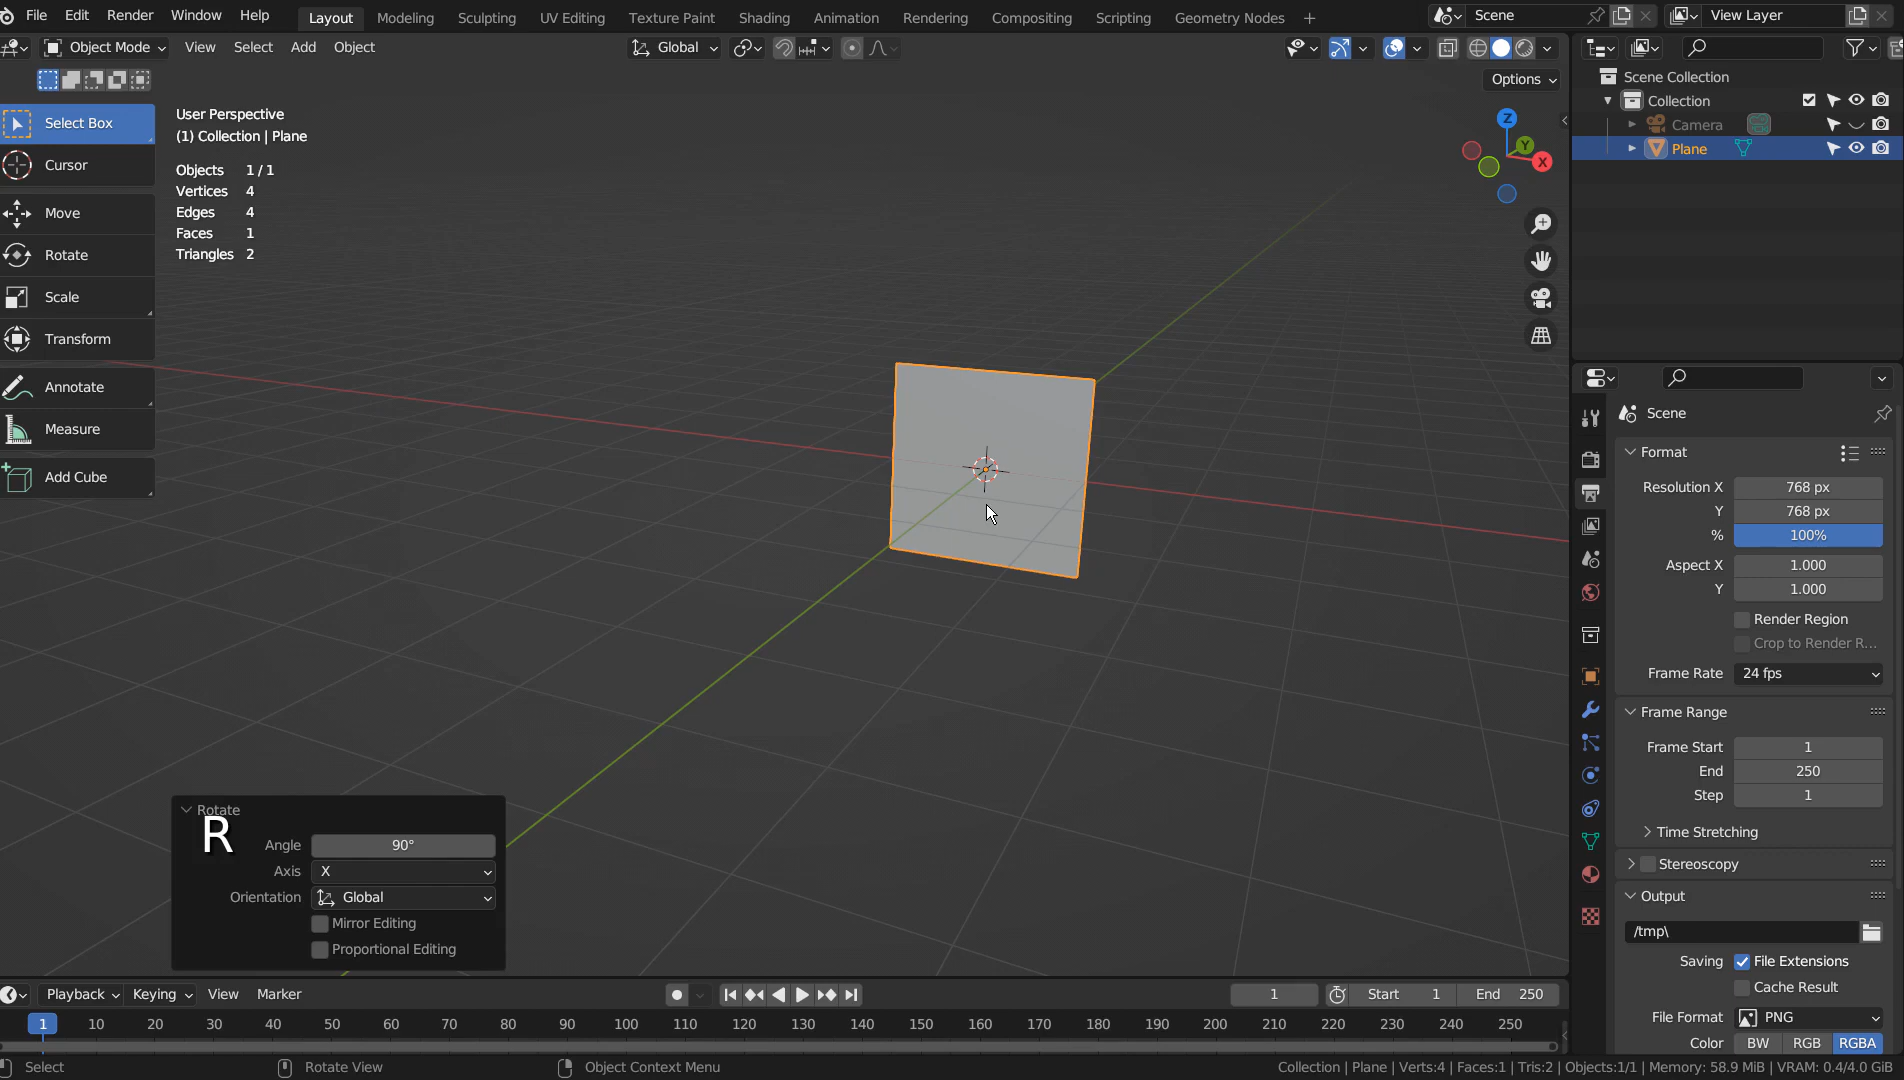 File Edit Render Window Help Layout Modeling Sculpting UV Editing Texture Paint Shading Animation Rendering Compositing Scripting Geometry Nodes + Scene View Layer
Object Mode View Select Add Object Global
Options
Select Box
Cursor
Move
Rotate
Scale
Transform
Annotate
Measure
Add Cube
User Perspective
(1) Collection | Plane
Objects 1 / 1
Vertices 4
Edges 4
Faces 1
Triangles 2
Z
Y
X
Rotate
R
Angle 90°
Axis X
Orientation Global
Mirror Editing
Proportional Editing
Scene Collection
Collection
Camera
Plane
Scene
Format
Resolution X 768 px
Y 768 px
% 100%
Aspect X 1.000
Y 1.000
Render Region
Crop to Render R...
Frame Rate 24 fps
Frame Range
Frame Start 1
End 250
Step 1
Time Stretching
Stereoscopy
Output
/tmp\
Saving File Extensions
Cache Result
File Format PNG
Color BW RGB RGBA
Playback Keying View Marker 1 Start 1 End 250
1 10 20 30 40 50 60 70 80 90 100 110 120 130 140 150 160 170 180 190 200 210 220 230 240 250
Select Rotate View Object Context Menu Collection | Plane | Verts:4 | Faces:1 | Tris:2 | Objects:1/1 | Memory: 58.9 MiB | VRAM: 0.4/4.0 GiB